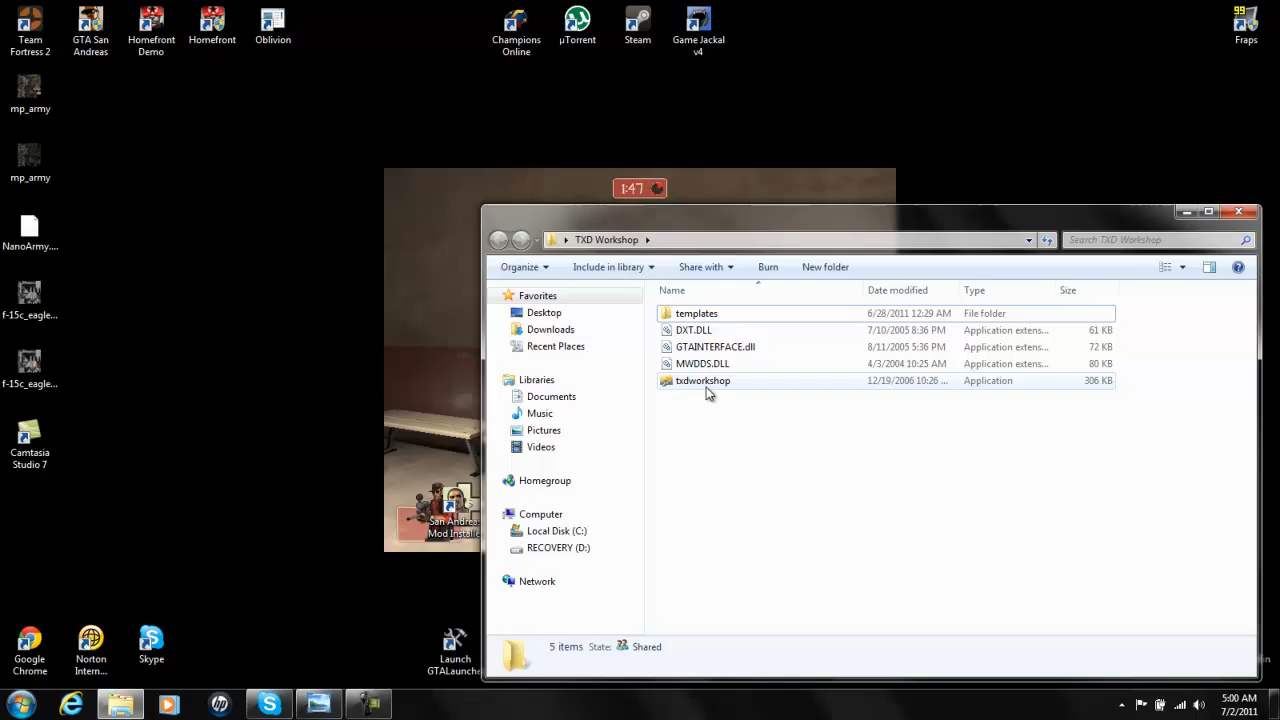 Team
Fortress 2
GTA San
Andreas
Homefront
Demo
Homefront
Oblivion
Champions
Online
µTorrent
Steam
Game Jackal
v4
99
Fraps
mp_army
mp_army
NanoArmy....
f-15c_eagle...
f-15c_eagle...
Camtasia
Studio 7
1:47
TXD Workshop
Search TXD Workshop
Organize
Include in library
Share with
Burn
New folder
Name
Date modified
Type
Size
Favorites
Desktop
Downloads
Recent Places
Libraries
Documents
Music
Pictures
Videos
Homegroup
Computer
Local Disk (C:)
RECOVERY (D:)
Network
templates 6/28/2011 12:29 AM File folder
DXT.DLL 7/10/2005 8:36 PM Application extens... 61 KB
GTAINTERFACE.dll 8/11/2005 5:36 PM Application extens... 72 KB
MWDDS.DLL 4/3/2004 10:25 AM Application extens... 80 KB
txdworkshop 12/19/2006 10:26 ... Application 306 KB
5 items State: Shared
San Andrea
Mod Installe
Google
Chrome
Norton
Intern...
Skype
Launch
GTALaunche
5:00 AM
7/2/2011